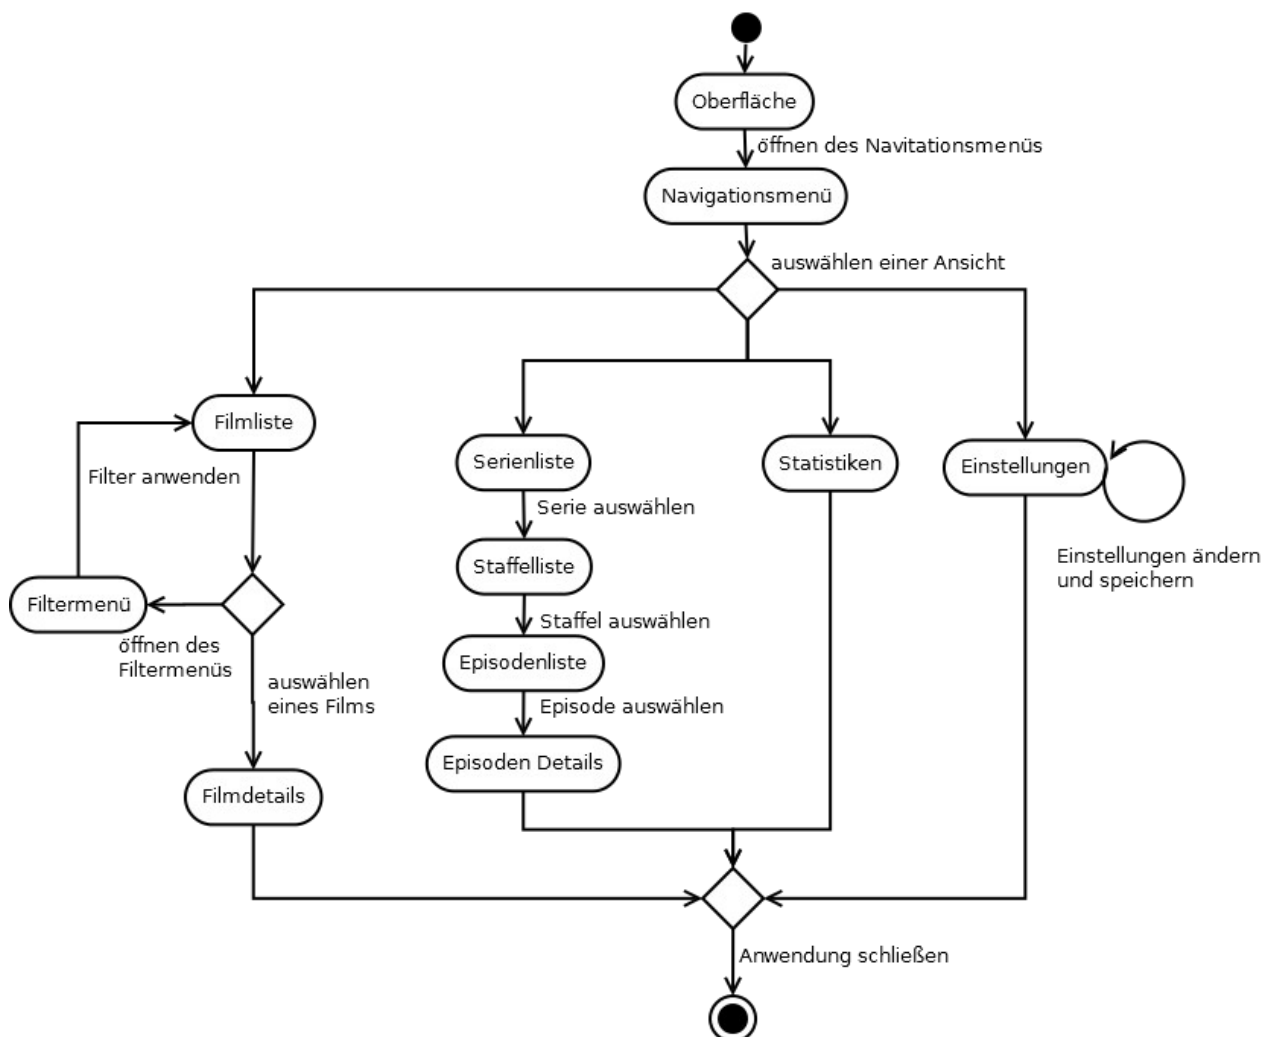 Oberfläche
öffnen des Navitationsmenüs
Navigationsmenü
auswählen einer Ansicht
Filmliste
Filter anwenden
Filtermenü
öffnen des
Filtermenüs
auswählen
eines Films
Filmdetails
Serienliste
Serie auswählen
Staffelliste
Staffel auswählen
Episodenliste
Episode auswählen
Episoden Details
Statistiken
Einstellungen
Einstellungen ändern
und speichern
Anwendung schließen